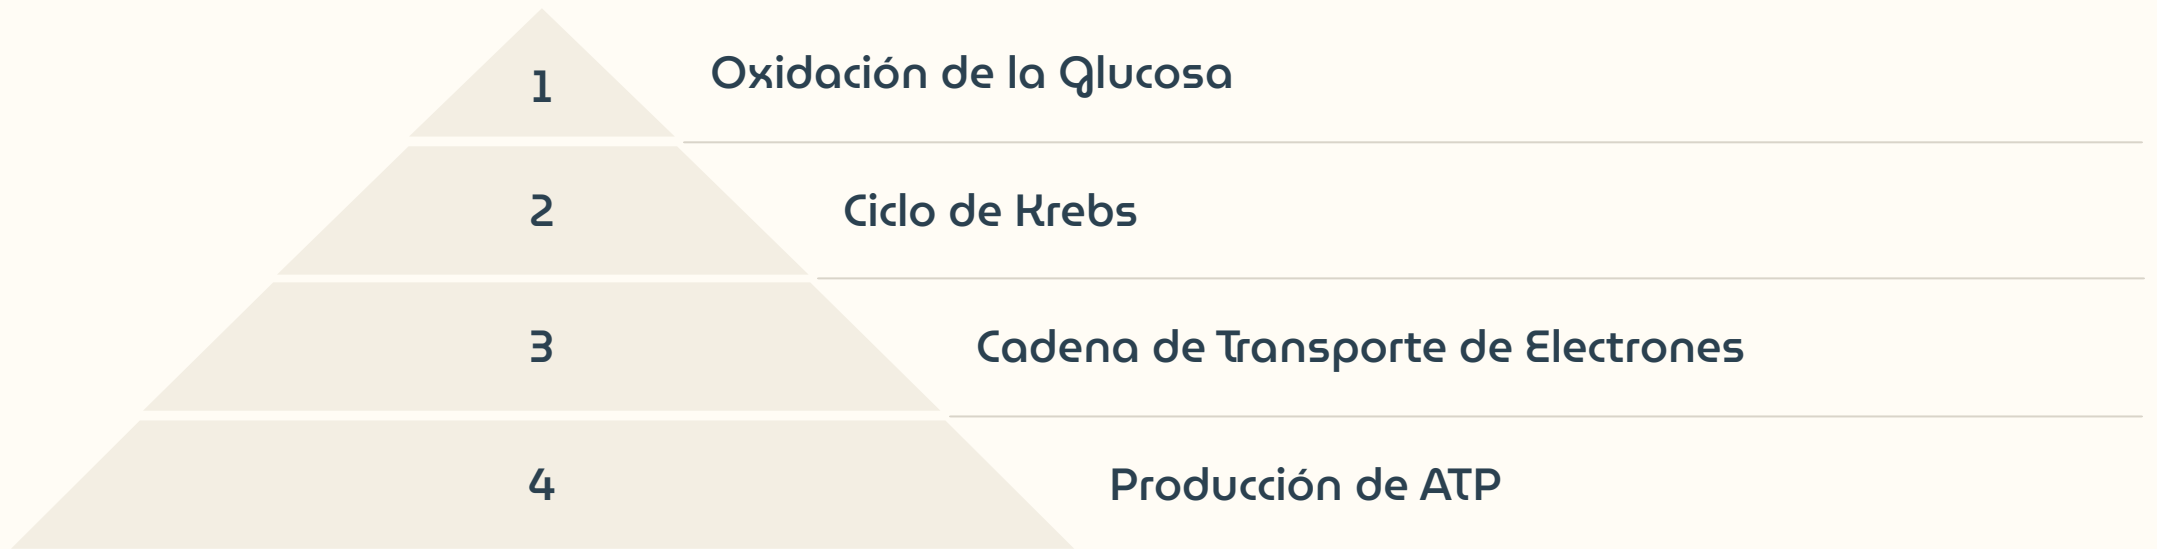 1
Oxidación de la Glucosa
2
Ciclo de Krebs
3
Cadena de Transporte de Electrones
4
Producción de ATP